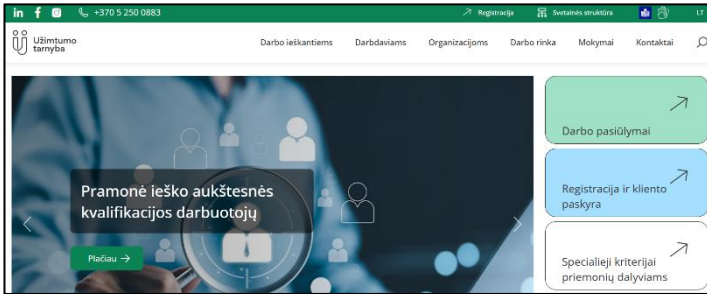 in f +370 5 250 0883 Registracija Svetainės struktūra LT
Užimtumo
tarnyba
Darbo ieškantiems Darbdaviams Organizacijoms Darbo rinka Mokymai Kontaktai
Pramonė ieško aukštesnės
kvalifikacijos darbuotojų
Plačiau →
Darbo pasiūlymai
Registracija ir kliento
paskyra
Specialieji kriterijai
priemonių dalyviams